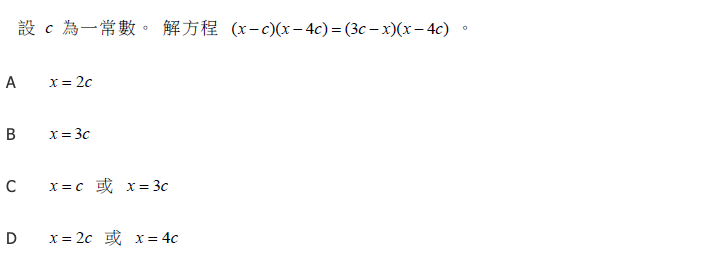 設 c 為一常數。 解方程 (x – c)(x – 4c) = (3c – x)(x – 4c) 。
A x = 2c
B x = 3c
C x = c 或 x = 3c
D x = 2c 或 x = 4c